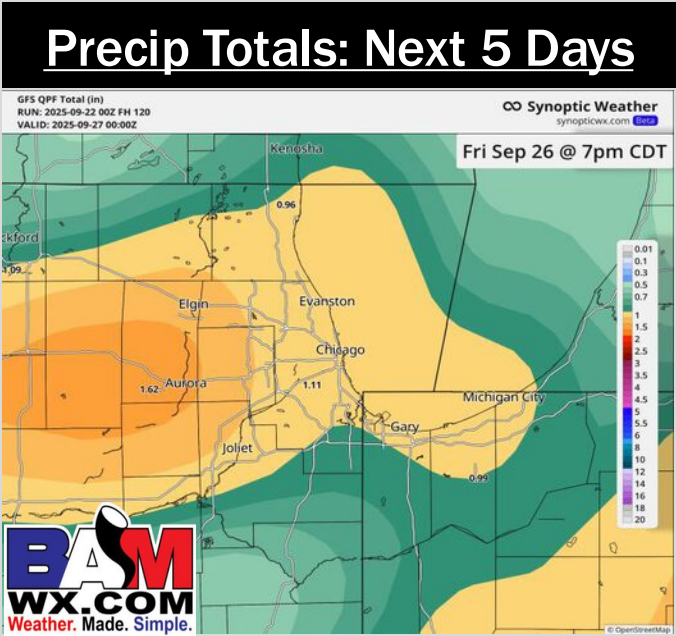 Precip Totals: Next 5 Days
GFS QPF Total (in)
RUN: 2025-09-22 00Z FH 120
VALID: 2025-09-27 00:00Z
Synoptic Weather
synopticwx.com Beta
Fri Sep 26 @ 7pm CDT
Kenosha
0.96
ckford
1.09
Elgin
Evanston
Chicago
1.62
Aurora
1.11
Michigan City
Gary
Joliet
0.99
0.01
0.1
0.3
0.5
0.7
1
1.5
2
2.5
3
3.5
4
4.5
5
5.5
6
8
10
12
14
16
18
20
BAM
WX.COM
Weather. Made. Simple.
© OpenStreetMap